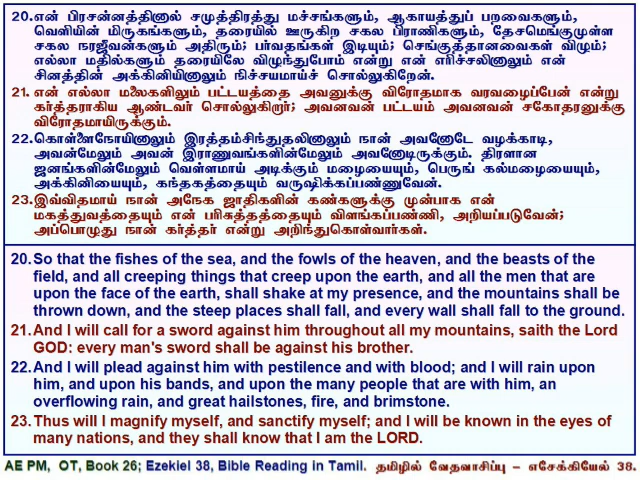 20.என் பிரசன்னத்தினால் சமுத்திரத்து மச்சங்களும், ஆகாயத்துப் பறவைகளும்,
வெளியின் மிருகங்களும், தரையில் ஊருகிற சகல பிராணிகளும், தேசமெங்குமுள்ள
சகல நரஜீவன்களும் அதிரும்; பர்வதங்கள் இடியும்; செங்குத்தானவைகள் விழும்;
எல்லா மதில்களும் தரையிலே விழுந்துபோம் என்று என் எரிச்சலினாலும் என்
சினத்தின் அக்கினியினாலும் நிச்சயமாய்ச் சொல்லுகிறேன்.
21. என் எல்லா மலைகளிலும் பட்டயத்தை அவனுக்கு விரோதமாக வரவழைப்பேன் என்று
கர்த்தராகிய ஆண்டவர் சொல்லுகிறார்; அவனவன் பட்டயம் அவனவன் சகோதரனுக்கு
விரோதமாயிருக்கும்.
22.கொள்ளைநோயினாலும் இரத்தம்சிந்துதலினாலும் நான் அவனோடே வழக்காடி,
அவன்மேலும் அவன் இராணுவங்களின்மேலும் அவனோடிருக்கும். திரளான
ஜனங்களின்மேலும் வெள்ளமாய் அடிக்கும் மழையையும், பெருங் கல்மழையையும்,
அக்கினியையும், கந்தகத்தையும் வருஷிக்கப்பண்ணுவேன்.
23.இவ்விதமாய் நான் அநேக ஜாதிகளின் கண்களுக்கு முன்பாக என்
மகத்துவத்தையும் என் பரிசுத்தத்தையும் விளங்கப்பண்ணி, அறியப்படுவேன்;
அப்பொழுது நான் கர்த்தர் என்று அறிந்துகொள்வார்கள்.
20.So that the fishes of the sea, and the fowls of the heaven, and the beasts of the
field, and all creeping things that creep upon the earth, and all the men that are
upon the face of the earth, shall shake at my presence, and the mountains shall be
thrown down, and the steep places shall fall, and every wall shall fall to the ground.
21. And I will call for a sword against him throughout all my mountains, saith the Lord
GOD: every man's sword shall be against his brother.
22. And I will plead against him with pestilence and with blood; and I will rain upon
him, and upon his bands, and upon the many people that are with him, an
overflowing rain, and great hailstones, fire, and brimstone.
23. Thus will I magnify myself, and sanctify myself; and I will be known in the eyes of
many nations, and they shall know that I am the LORD.
AE PM, OT, Book 26; Ezekiel 38, Bible Reading in Tamil. தமிழில் வேதவாசிப்பு – எசேக்கியேல் 38.